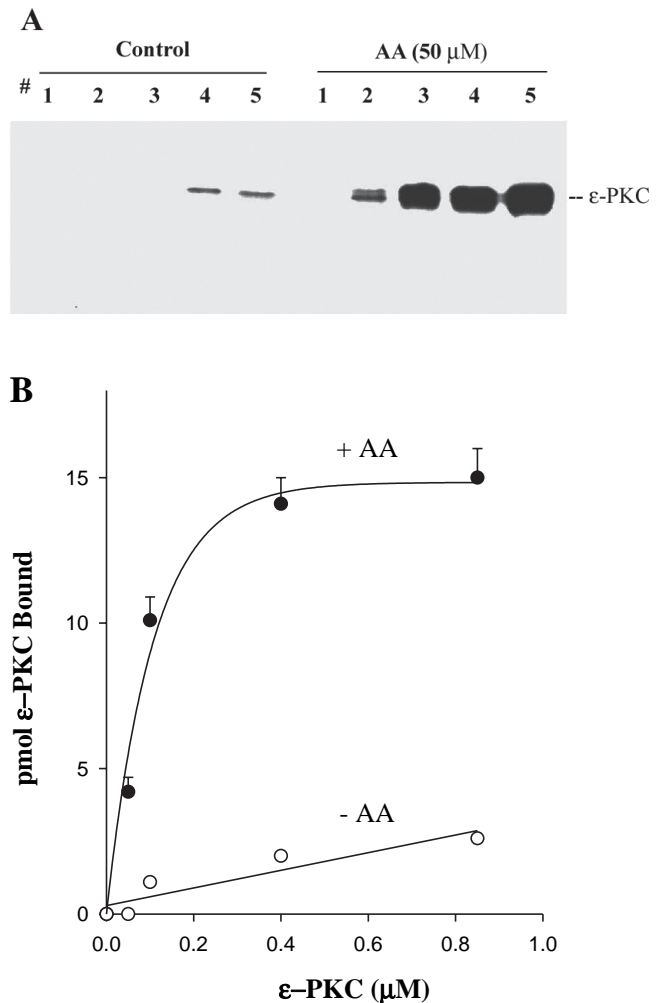 A
Control AA (50 μM)
# 1 2 3 4 5 1 2 3 4 5
-- ε-PKC
B
+ AA
- AA
15
10
5
0
0.0 0.2 0.4 0.6 0.8 1.0
pmol ε–PKC Bound
ε–PKC (μM)